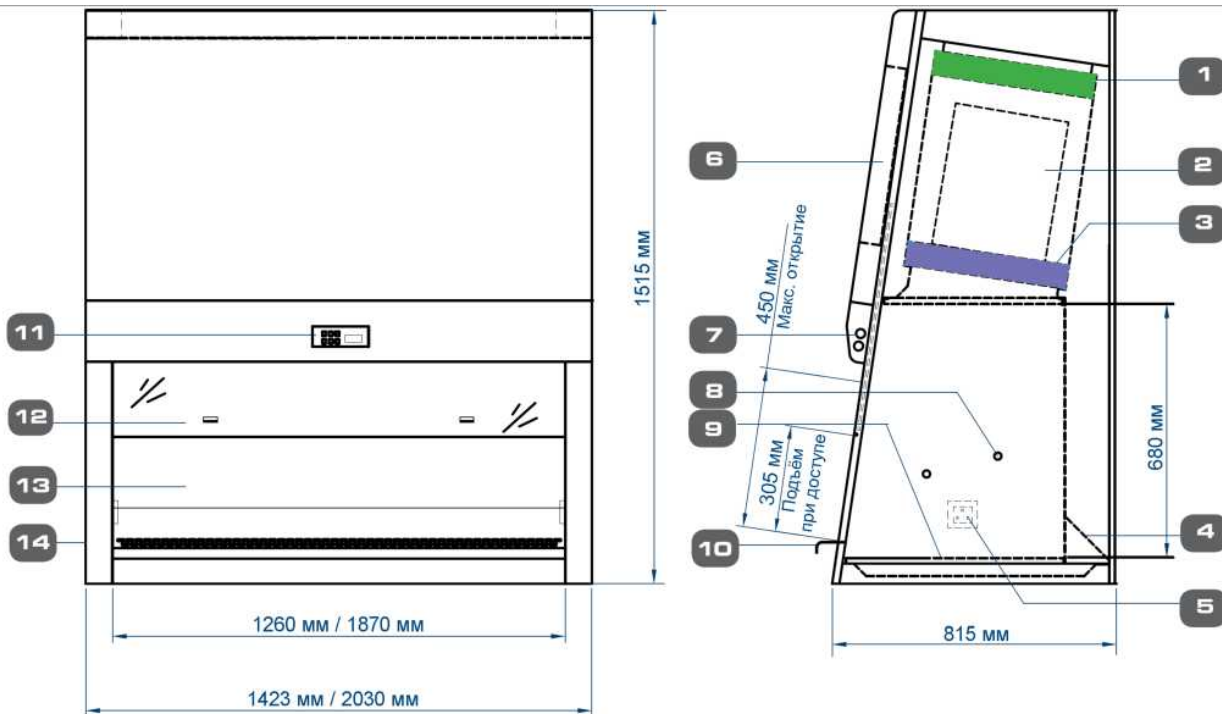 1
2
6
3
450 мм
Макс. открытие
1515 мм
11
7
8
12
9
680 мм
305 мм
Подъём
при доступе
13
14
10
4
5
1260 мм / 1870 мм
815 мм
1423 мм / 2030 мм